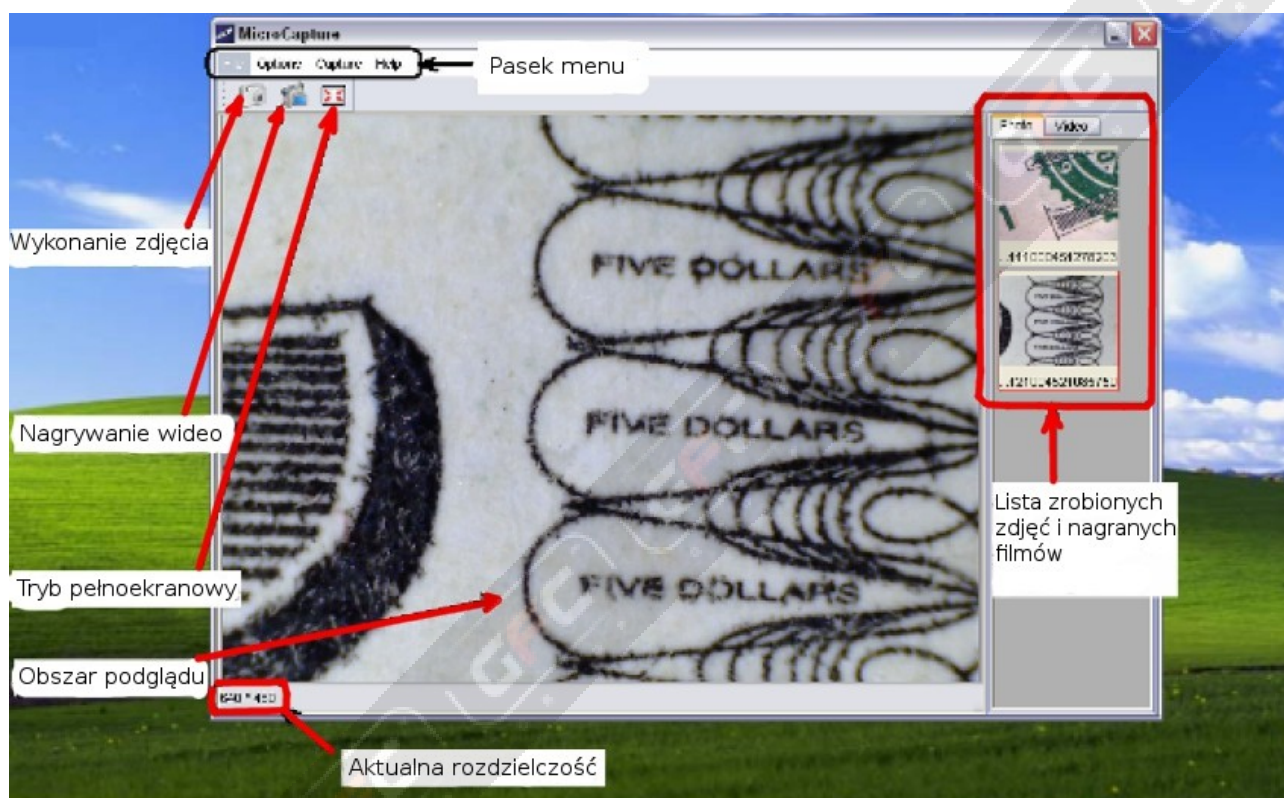 MicroCapture
Options Capture Help
Pasek menu
Photo Video
Wykonanie zdjęcia
FIVE DOLLARS
Nagrywanie wideo
FIVE DOLLARS
Lista zrobionych
zdjęć i nagranych
filmów
Tryb pełnoekranowy
FIVE DOLLARS
Obszar podglądu
640 * 480
Aktualna rozdzielczość